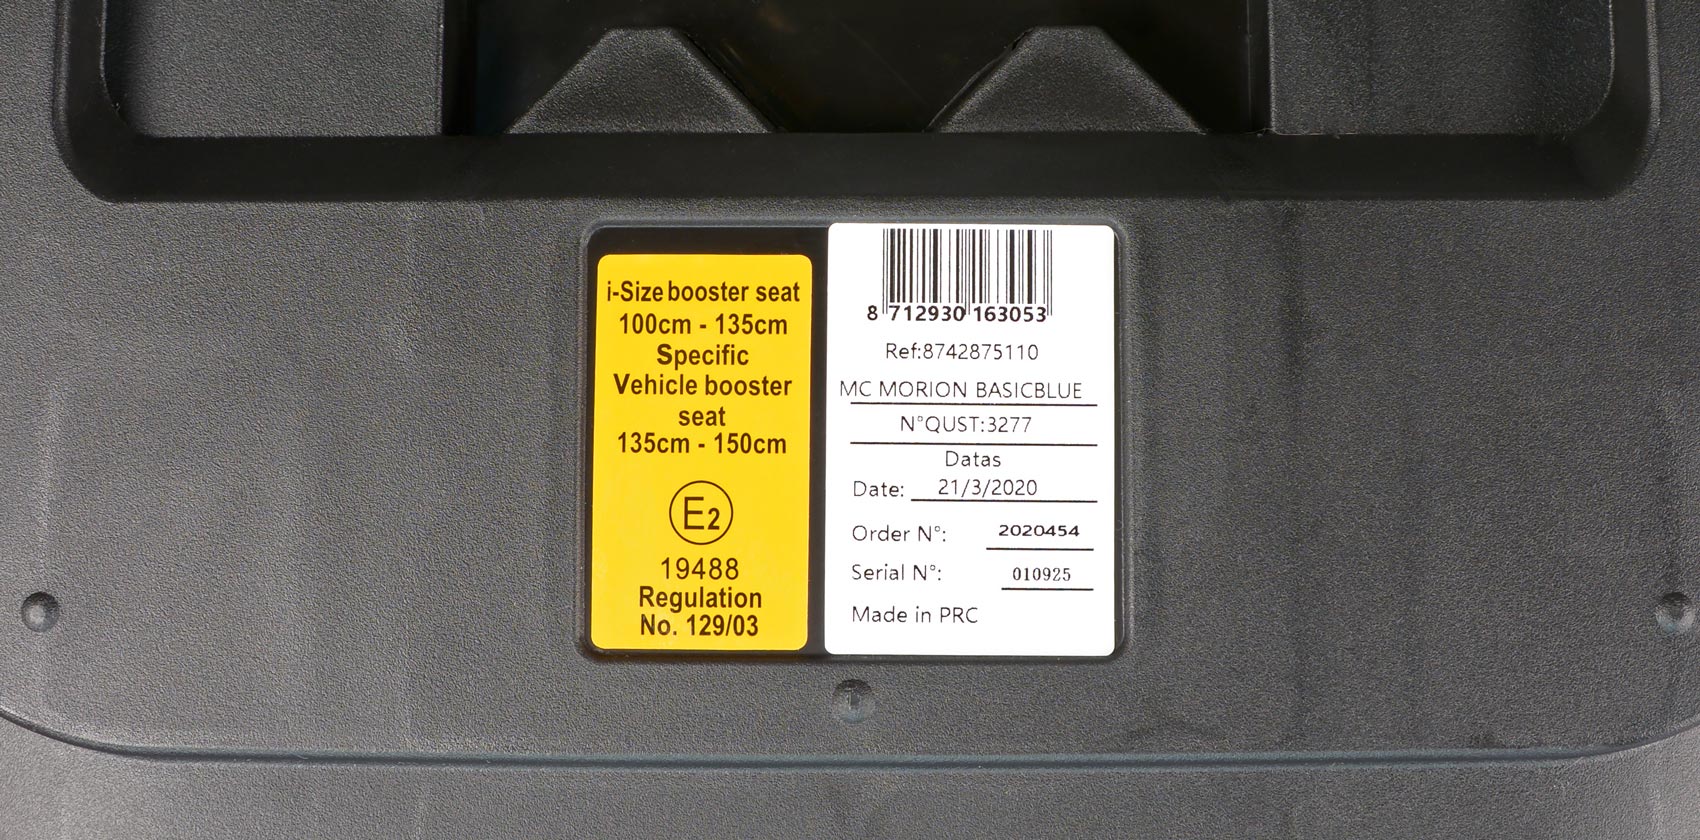 i-Size booster seat
100cm - 135cm
Specific
Vehicle booster
seat
135cm - 150cm
E2
19488
Regulation
No. 129/03
8 712930 163053
Ref:8742875110
MC MORION BASICBLUE
N°QUST:3277
Datas
Date: 21/3/2020
Order N°: 2020454
Serial N°: 010925
Made in PRC